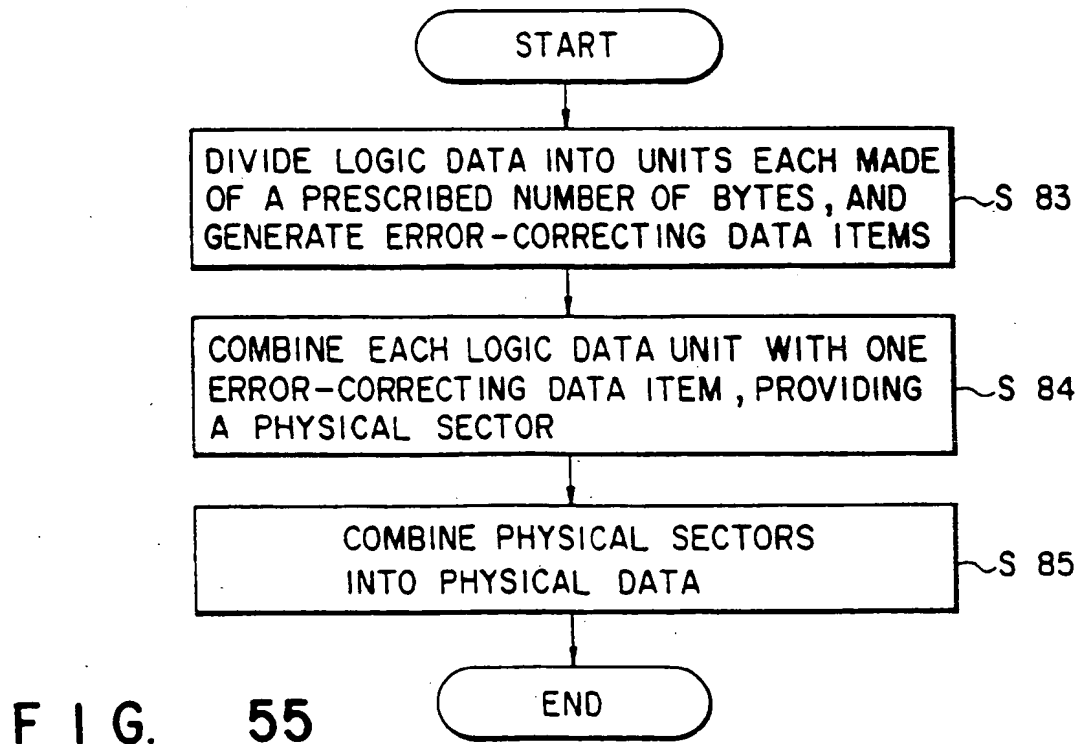 START
DIVIDE LOGIC DATA INTO UNITS EACH MADE
OF A PRESCRIBED NUMBER OF BYTES, AND
GENERATE ERROR-CORRECTING DATA ITEMS
S 83
COMBINE EACH LOGIC DATA UNIT WITH ONE
ERROR-CORRECTING DATA ITEM, PROVIDING
A PHYSICAL SECTOR
S 84
COMBINE PHYSICAL SECTORS
INTO PHYSICAL DATA
S 85
END
FIG. 55